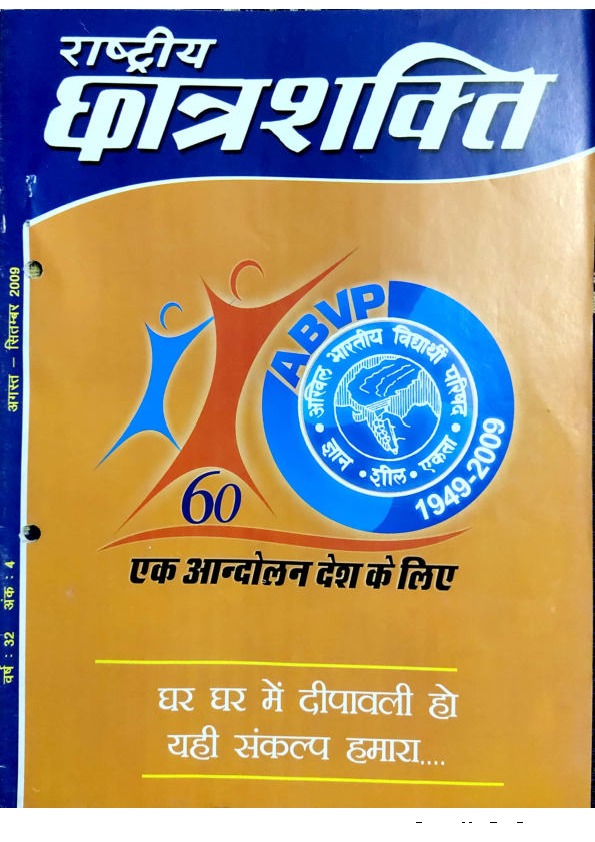 राष्ट्रीय
छात्रशक्ति
अगस्त – सितम्बर 2009
वर्ष : 32 अंक : 4
ABVP
अखिल भारतीय विद्यार्थी परिषद
• ज्ञान • शील • एकता •
1949-2009
60
एक आन्दोलन देश के लिए
घर घर में दीपावली हो
यही संकल्प हमारा....